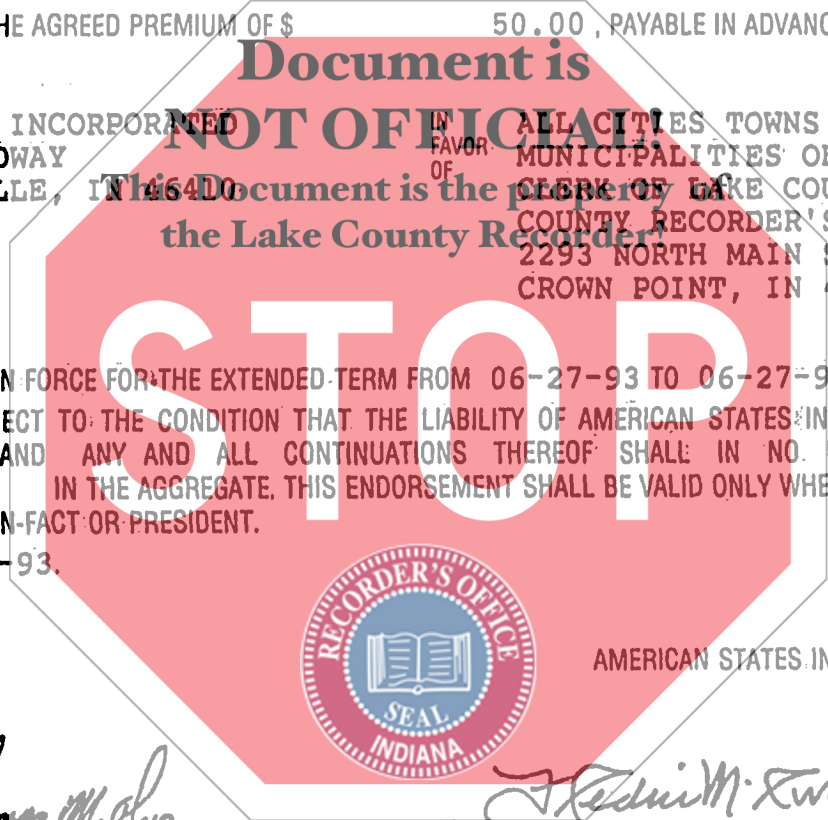 HE AGREED PREMIUM OF $ 50.00, PAYABLE IN ADVANC
Document is
NOT OFFICIAL!
This Document is the property of
the Lake County Recorder!
INCORPORATED
IN FAVOR OF
ALL CITIES TOWNS
DWAY
MUNICIPALITIES O
LLE, IN 46410
CLERK OF LAKE COU
COUNTY RECORDER'S
2293 NORTH MAIN S
CROWN POINT, IN 4
STOP
N FORCE FOR THE EXTENDED TERM FROM 06-27-93 TO 06-27-9
ECT TO THE CONDITION THAT THE LIABILITY OF AMERICAN STATES IN
AND ANY AND ALL CONTINUATIONS THEREOF SHALL IN NO
IN THE AGGREGATE. THIS ENDORSEMENT SHALL BE VALID ONLY WHE
N-FACT OR PRESIDENT.
-93.
RECORDER'S OFFICE
SEAL
INDIANA
AMERICAN STATES IN